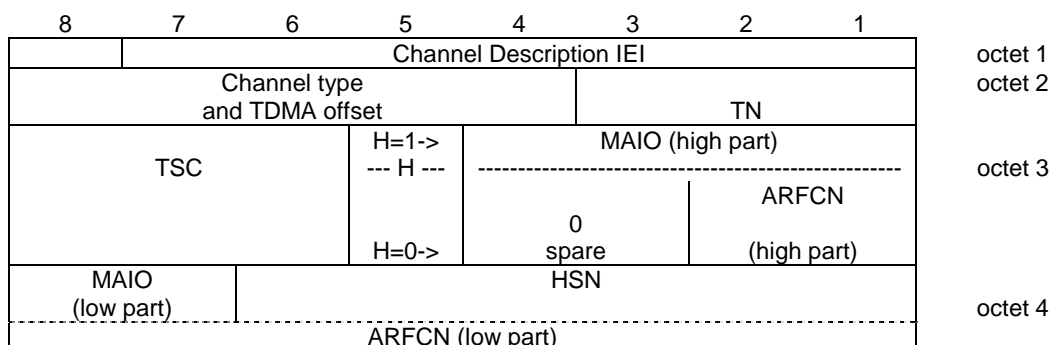 8 7 6 5 4 3 2 1
Channel Description IEI octet 1
Channel type octet 2
and TDMA offset TN
H=1-> MAIO (high part)
TSC --- H --- ---------------------------------------------------- octet 3
ARFCN
0
H=0-> spare (high part)
MAIO HSN
(low part) octet 4
ARFCN (low part)